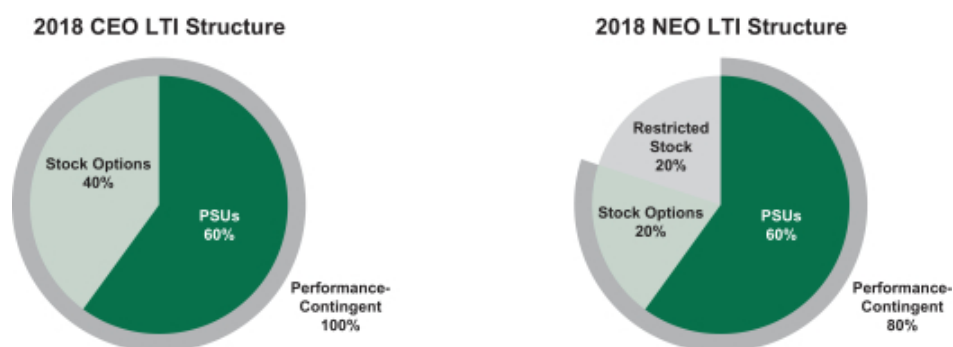 2018 CEO LTI Structure
Stock Options
40%
PSUs
60%
Performance-
Contingent
100%
2018 NEO LTI Structure
Restricted
Stock
20%
Stock Options
20%
PSUs
60%
Performance-
Contingent
80%